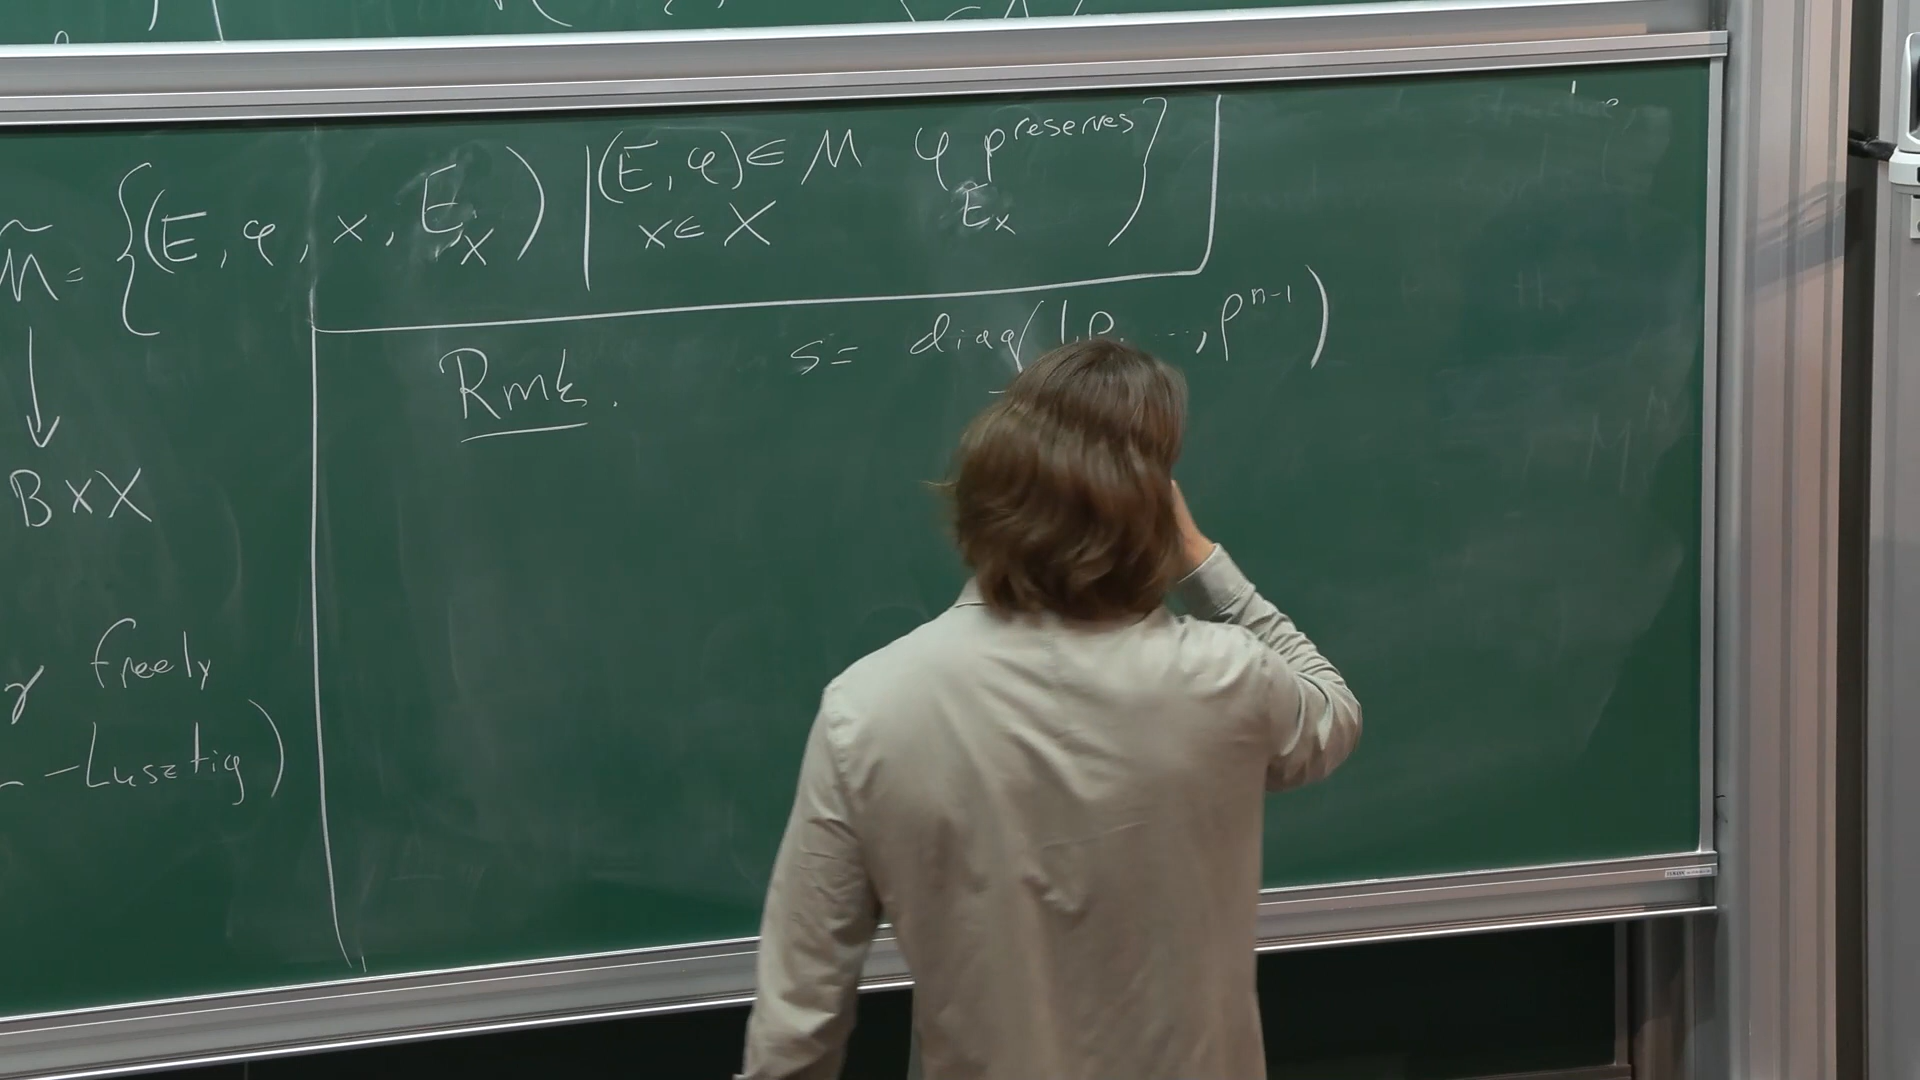 M̃ = {(E, φ, x, E_x) | (E, φ) ∈ M φ preserves
x ∈ X E_x }
↓
B × X
Rmk. s = diag(1, ρ, ..., ρ^{n-1})
γ freely
-Lusztig)